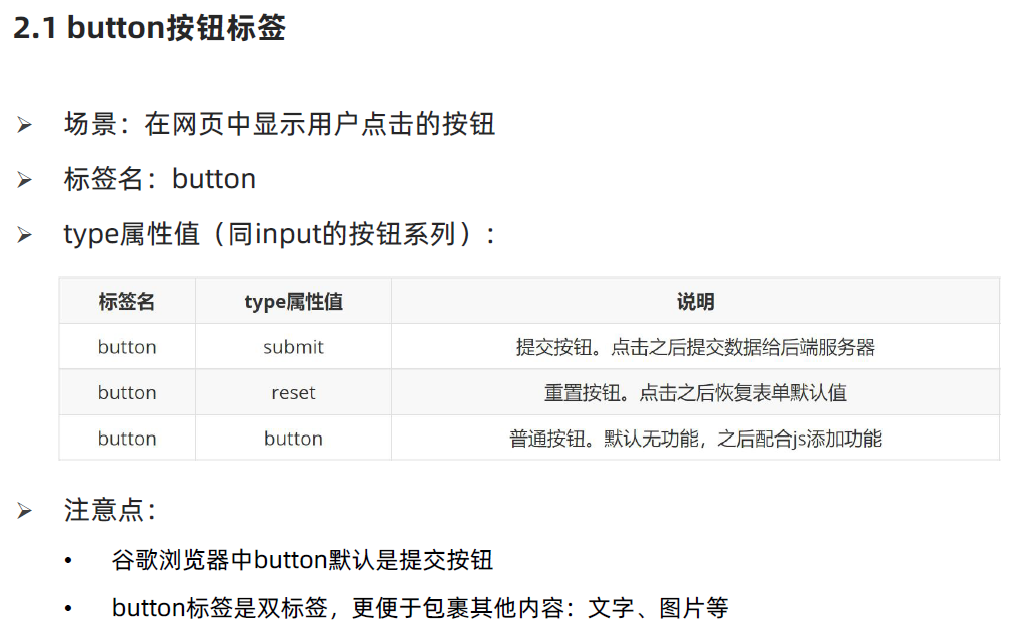 2.1 button按钮标签
➢ 场景：在网页中显示用户点击的按钮
➢ 标签名：button
➢ type属性值（同input的按钮系列）：
标签名 type属性值 说明
button submit 提交按钮。点击之后提交数据给后端服务器
button reset 重置按钮。点击之后恢复表单默认值
button button 普通按钮。默认无功能，之后配合js添加功能
➢ 注意点：
• 谷歌浏览器中button默认是提交按钮
• button标签是双标签，更便于包裹其他内容：文字、图片等